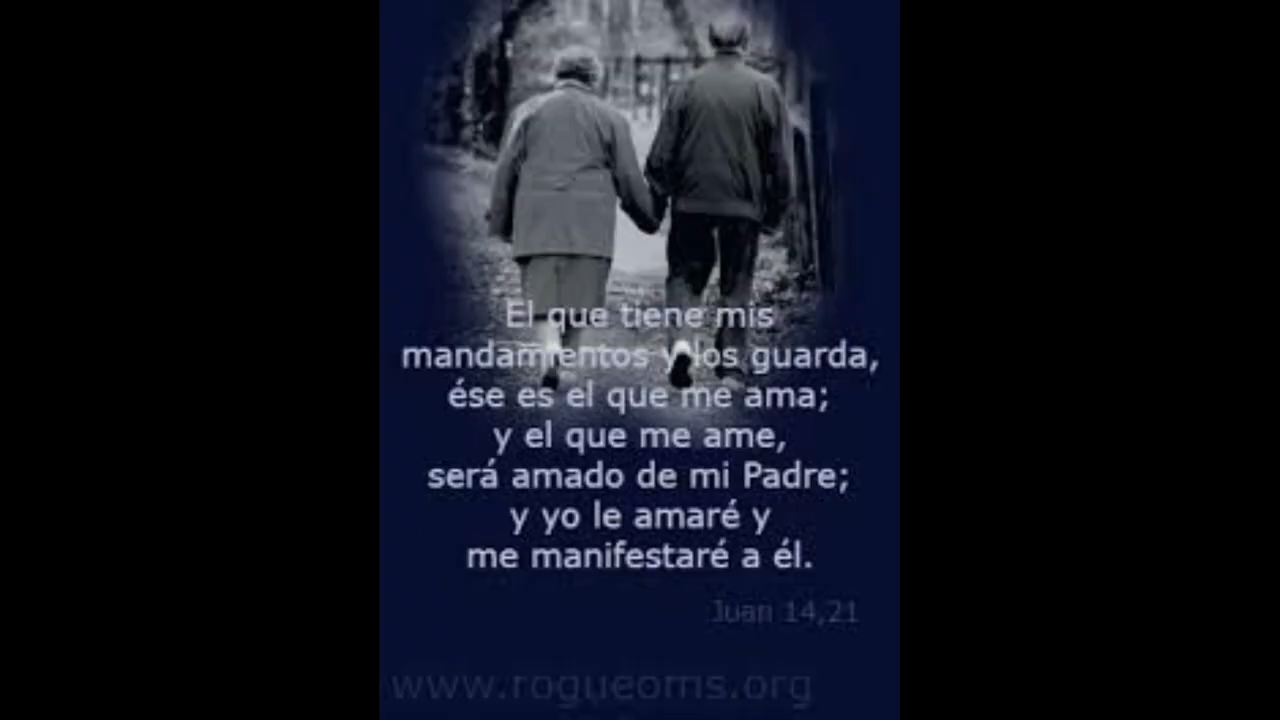 El que tiene mis
mandamientos y los guarda,
ése es el que me ama;
y el que me ame,
será amado de mi Padre;
y yo le amaré y
me manifestaré a él.
Juan 14,21
www.rogueoms.org